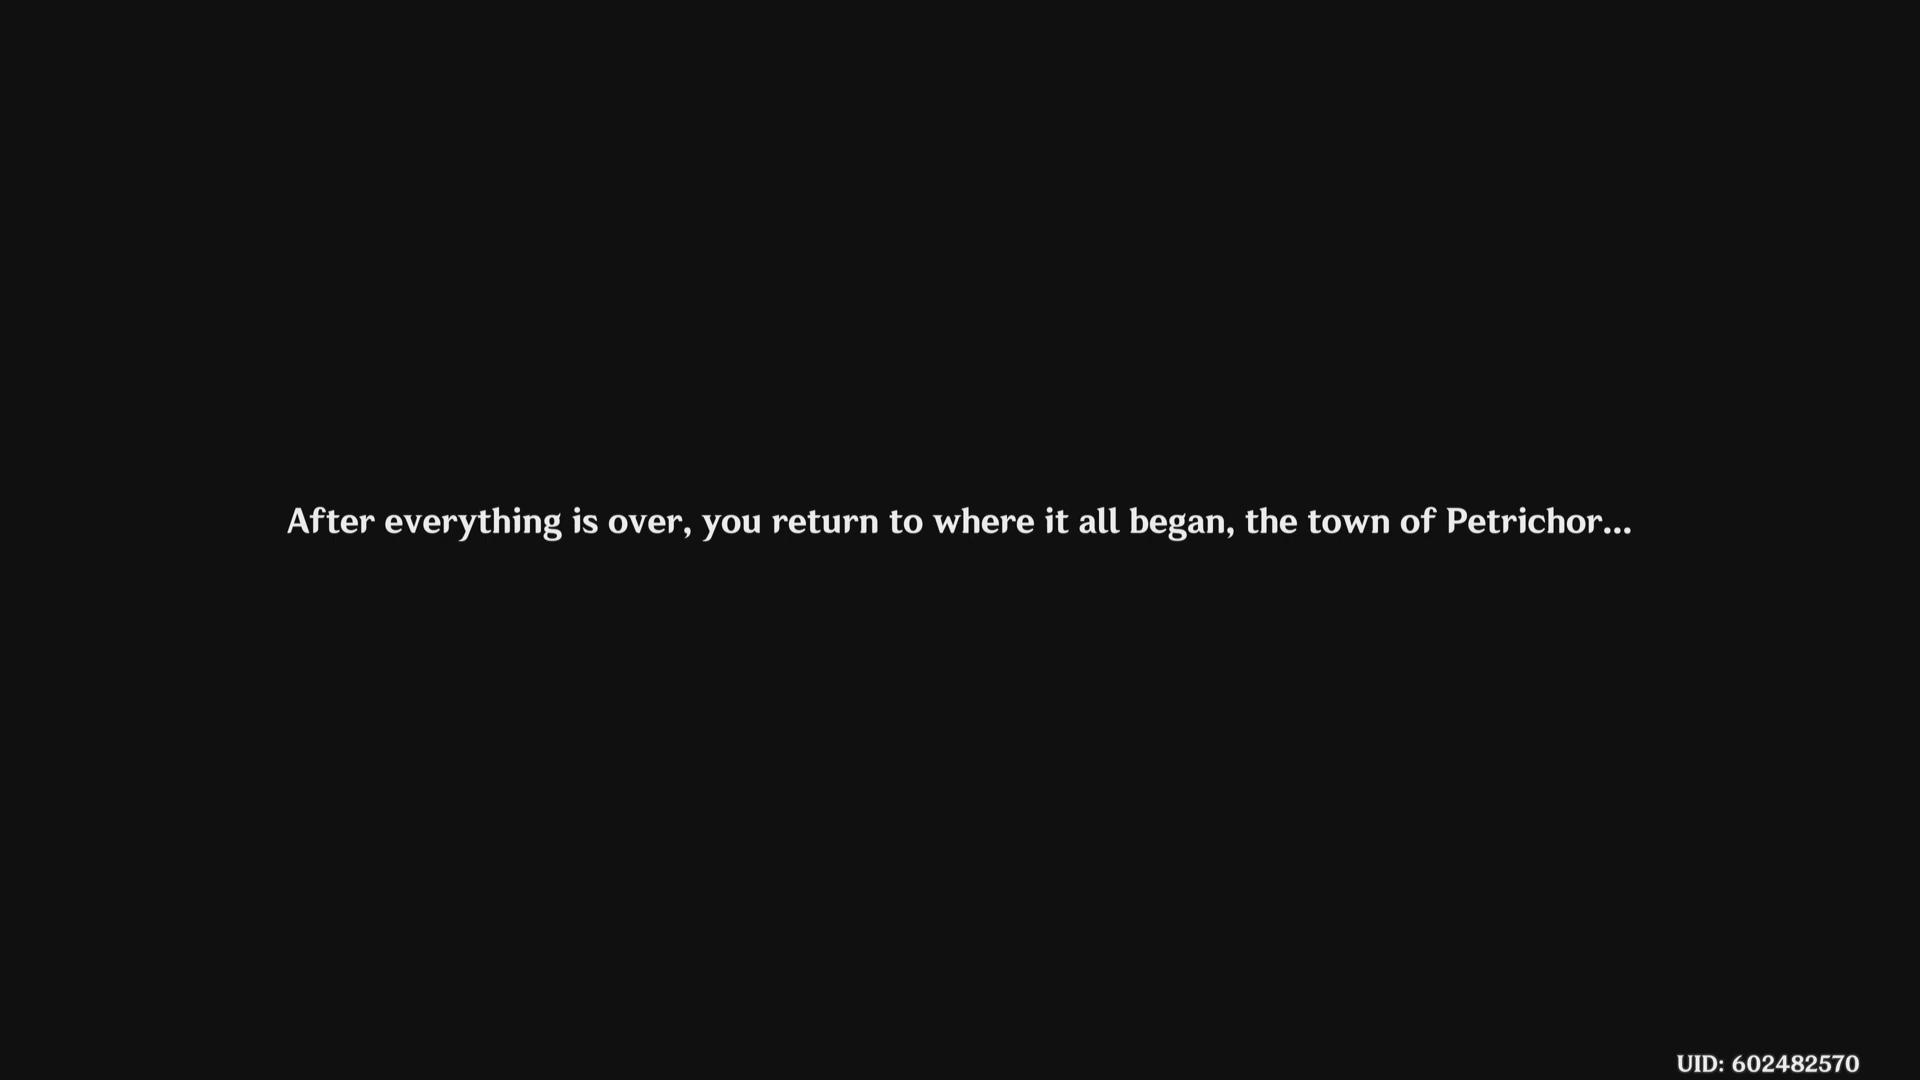 After everything is over, you return to where it all began, the town of Petrichor...
UID: 602482570